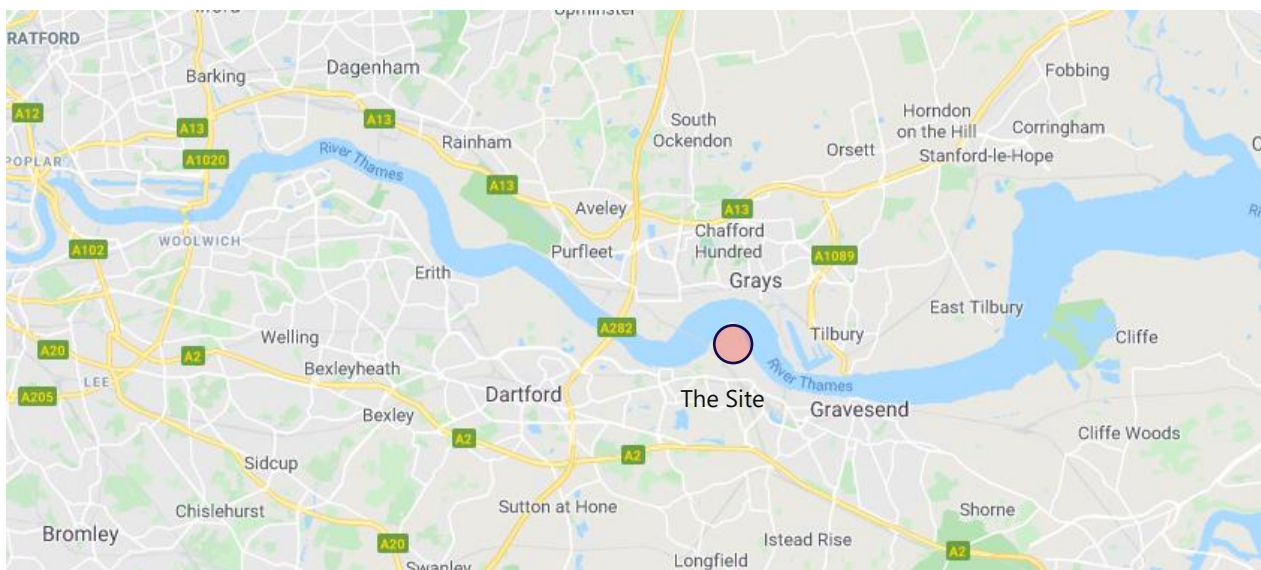 Upminster
RATFORD
Barking
Dagenham
Fobbing
A12
A13
A13
South
Ockendon
Horndon
on the Hill
Corringham
Rainham
River Thames
A1020
POPLAR
Orsett
Stanford-le-Hope
A13
Aveley
A13
WOOLWICH
A102
Purfleet
Chafford
Hundred
A1089
Erith
Grays
East Tilbury
A282
Tilbury
Cliffe
Welling
A20
A2
Bexleyheath
River Thames
LEE
A205
Dartford
The Site
Gravesend
Bexley
A2
A2
Cliffe Woods
Sidcup
Sutton at Hone
Chislehurst
Shorne
Bromley
A20
Istead Rise
A2
Longfield
Swanley